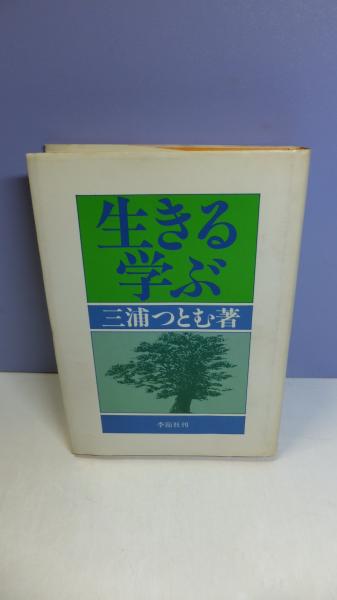 生きる
学ぶ
三浦つとむ著
季節社刊